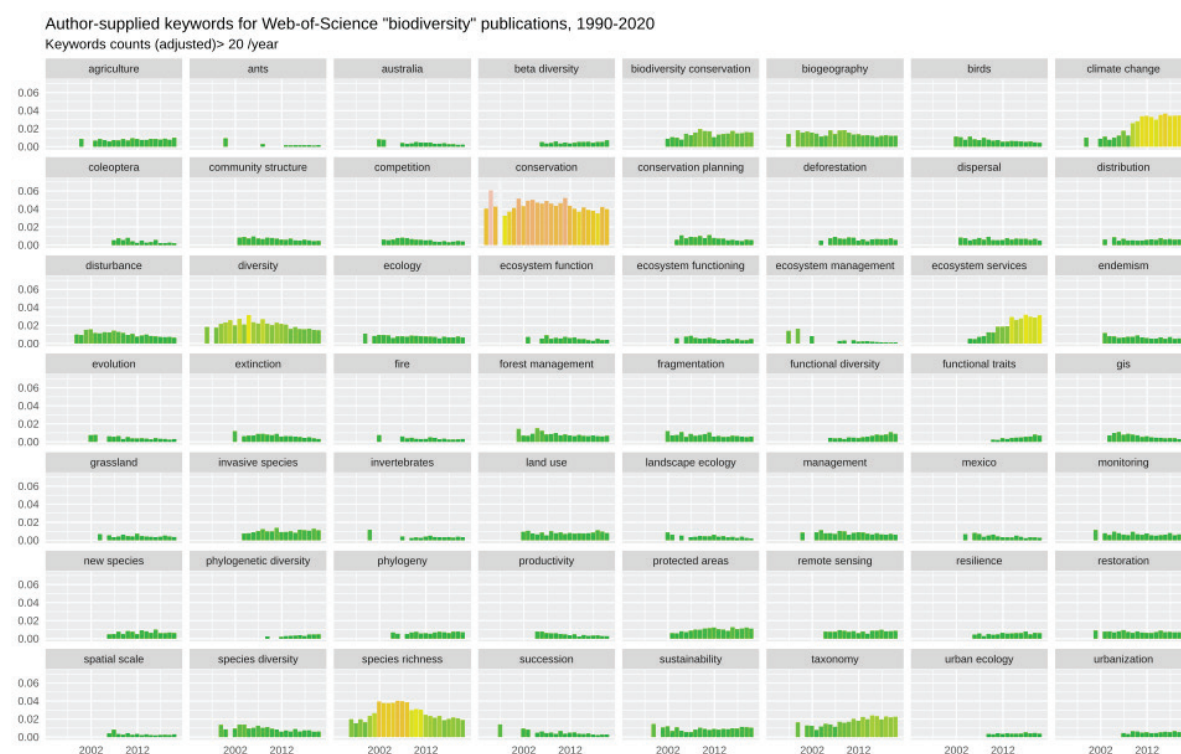 Author-supplied keywords for Web-of-Science "biodiversity" publications, 1990-2020
Keywords counts (adjusted)> 20 /year
agriculture ants australia beta diversity biodiversity conservation biogeography birds climate change
0.06
0.04
0.02
0.00
coleoptera community structure competition conservation conservation planning deforestation dispersal distribution
0.06
0.04
0.02
0.00
disturbance diversity ecology ecosystem function ecosystem functioning ecosystem management ecosystem services endemism
0.06
0.04
0.02
0.00
evolution extinction fire forest management fragmentation functional diversity functional traits gis
0.06
0.04
0.02
0.00
grassland invasive species invertebrates land use landscape ecology management mexico monitoring
0.06
0.04
0.02
0.00
new species phylogenetic diversity phylogeny productivity protected areas remote sensing resilience restoration
0.06
0.04
0.02
0.00
spatial scale species diversity species richness succession sustainability taxonomy urban ecology urbanization
0.06
0.04
0.02
0.00
2002 2012 2002 2012 2002 2012 2002 2012 2002 2012 2002 2012 2002 2012 2002 2012